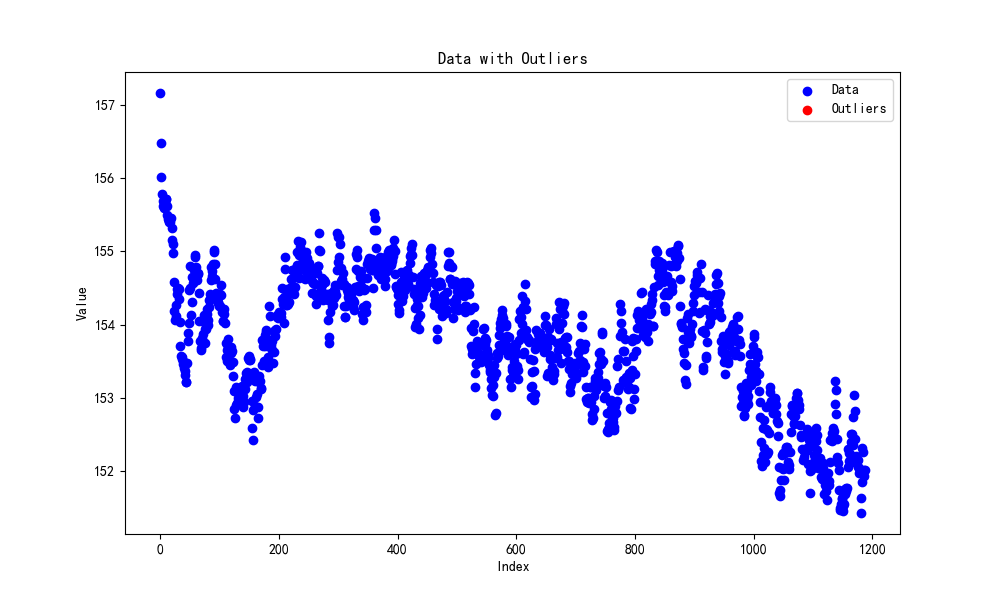 Data with Outliers
Data
Outliers
157
156
155
154
153
152
Value
0 200 400 600 800 1000 1200
Index